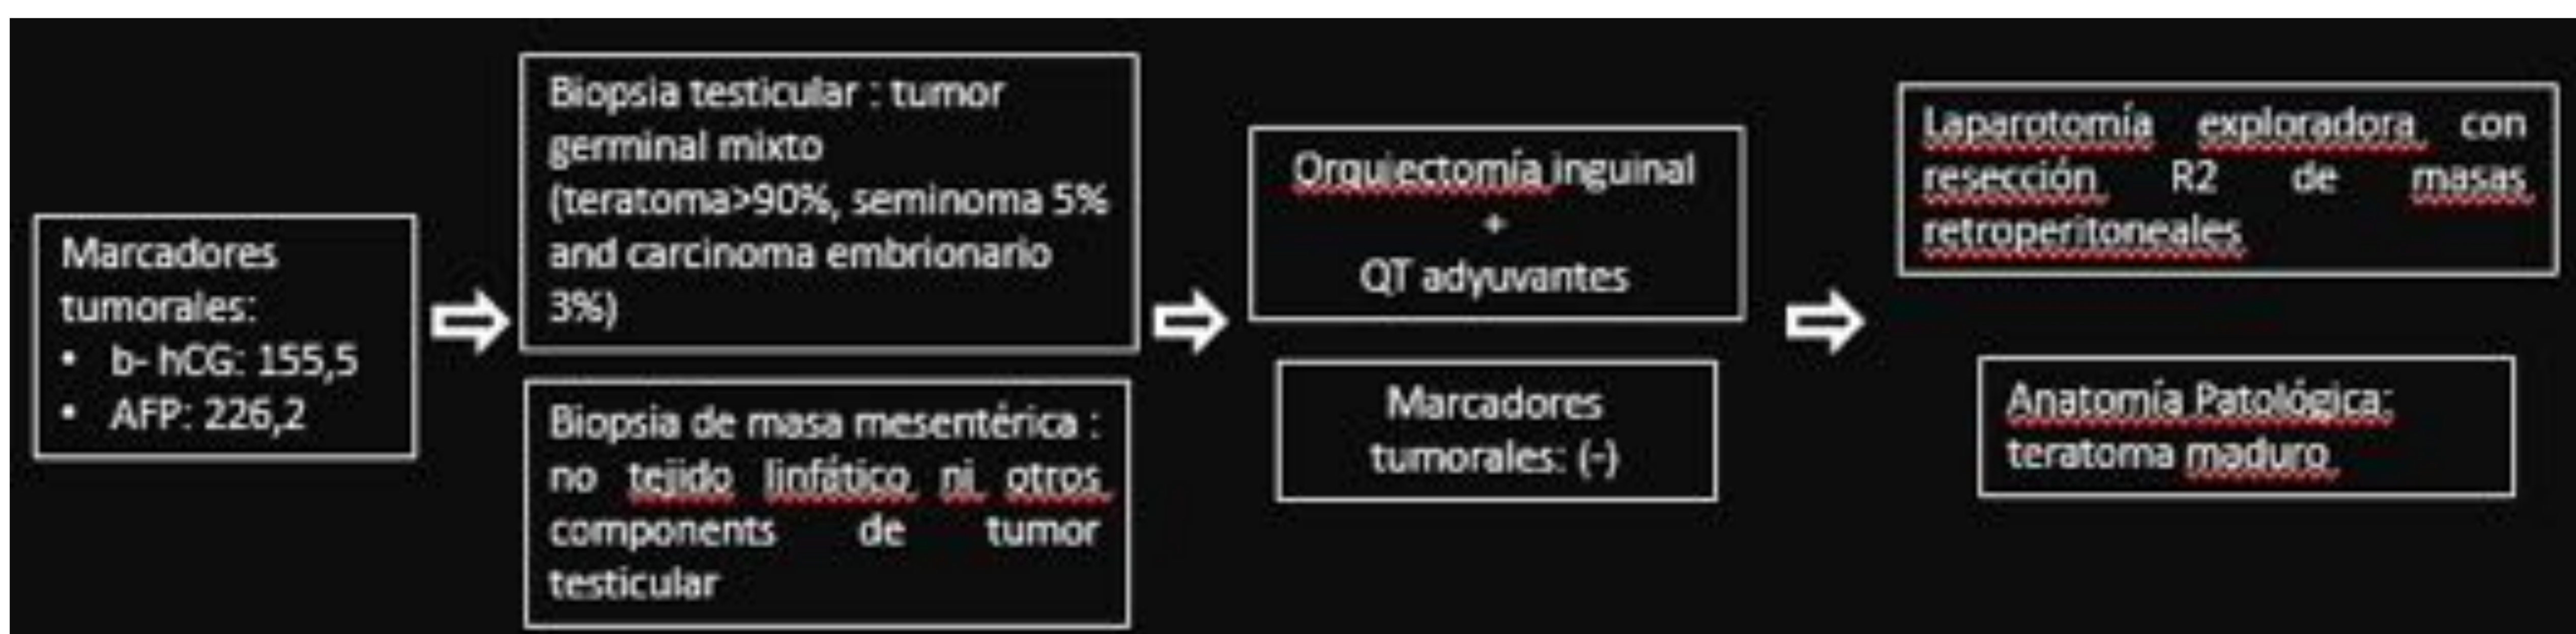 Marcadores
tumorales:
• b- hCG: 155,5
• AFP: 226,2
Biopsia testicular : tumor
germinal mixto
(teratoma>90%, seminoma 5%
and carcinoma embrionario
3%)
Biopsia de masa mesentérica :
no tejido linfático ni otros
components de tumor
testicular
Orquiectomía inguinal
+
QT adyuvantes
Marcadores
tumorales: (-)
Laparotomía exploradora con
resección R2 de masas
retroperitoneales
Anatomía Patológica:
teratoma maduro